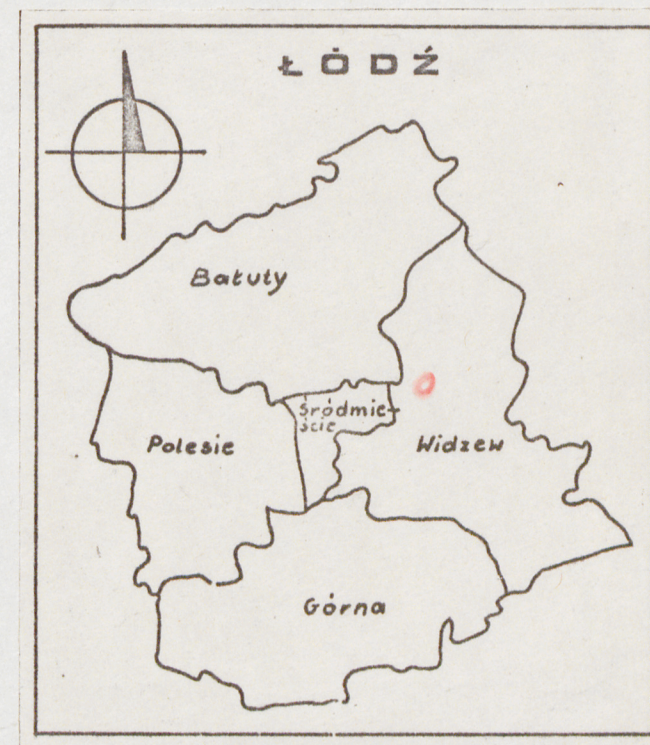 ŁÓDŹ
Bałuty
Śródmie-
ście
Polesie
Widzew
Górna